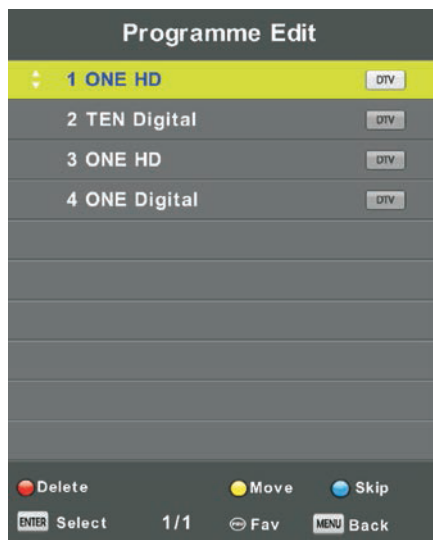 Programme Edit
1 ONE HD DTV
2 TEN Digital DTV
3 ONE HD DTV
4 ONE Digital DTV
Delete Move Skip
ENTER Select 1/1 Fav MENU Back